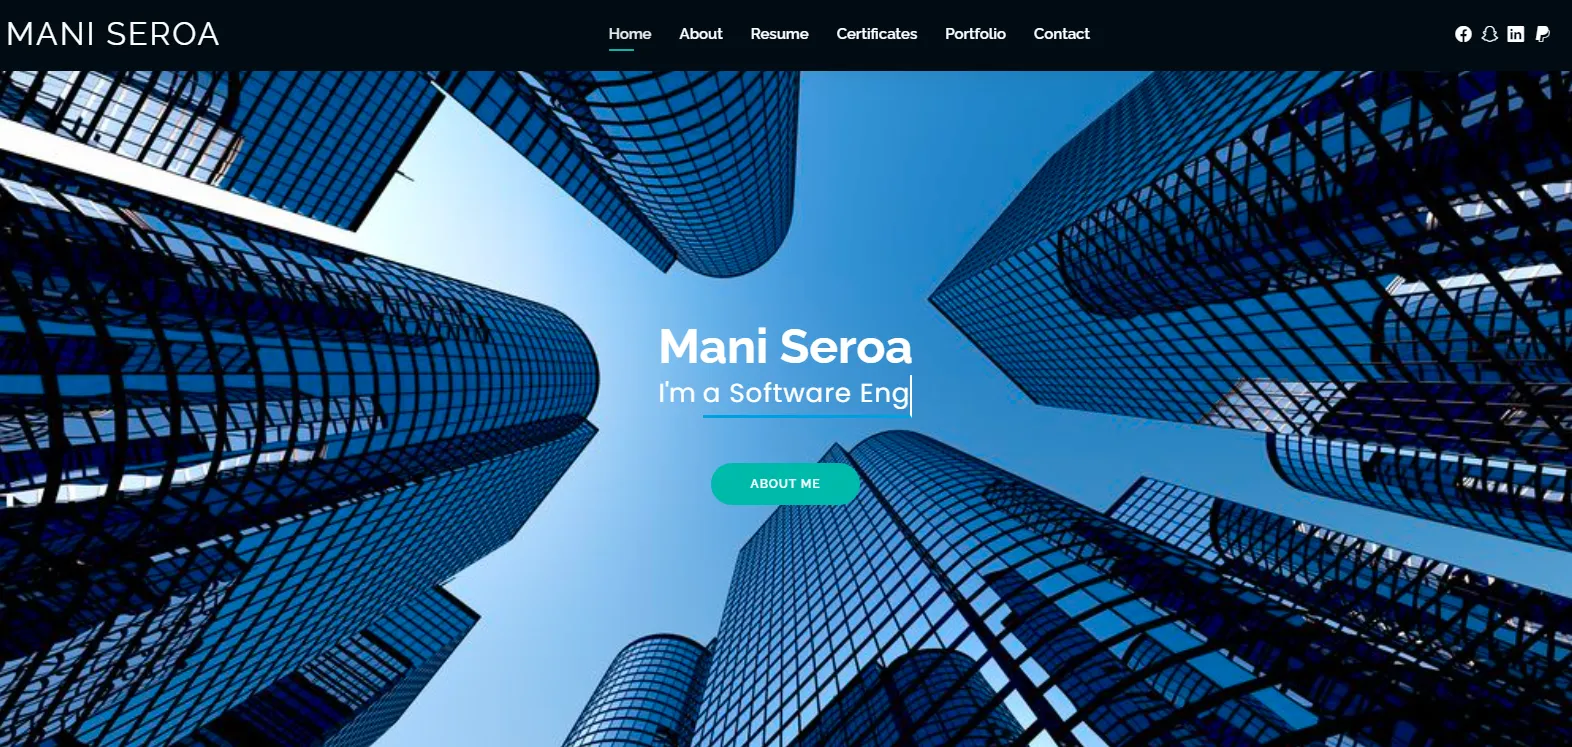 MANI SEROA
Home About Resume Certificates Portfolio Contact
Mani Seroa
I'm a Software Eng
ABOUT ME